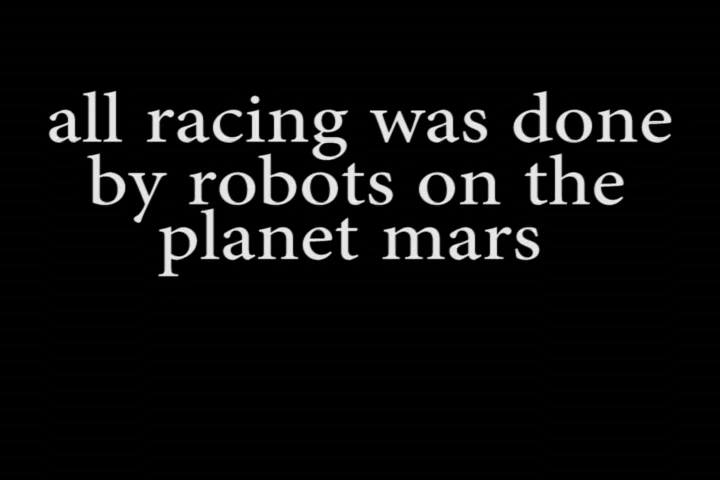 all racing was done
by robots on the
planet mars